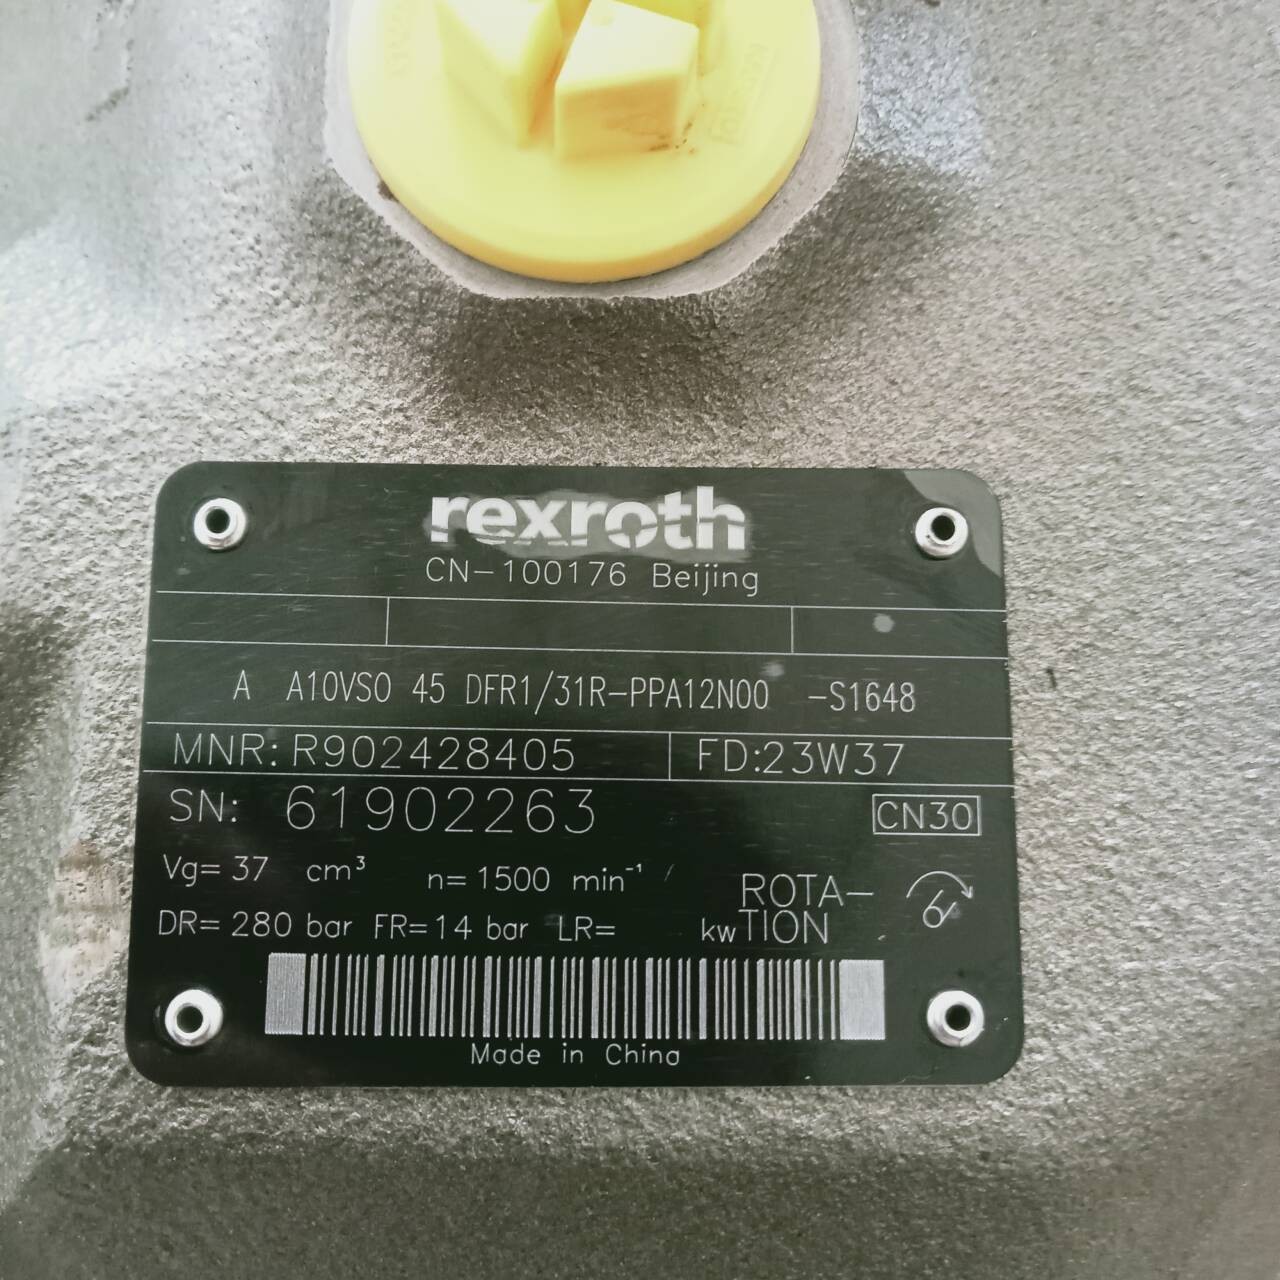 rexroth
CN-100176 Beijing
A A10VSO 45 DFR1/31R-PPA12N00 -S1648
MNR: R902428405 FD:23W37
SN: 61902263 CN30
Vg= 37 cm³ n= 1500 min⁻¹
ROTA-
TION
DR= 280 bar FR= 14 bar LR= kw
Made in China